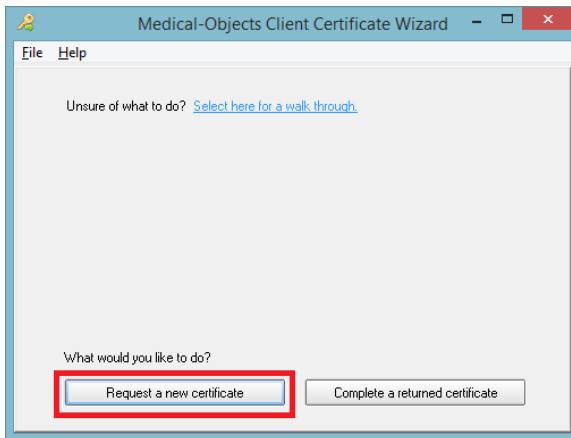 Medical-Objects Client Certificate Wizard
File Help
Unsure of what to do? Select here for a walk through.
What would you like to do?
Request a new certificate Complete a returned certificate